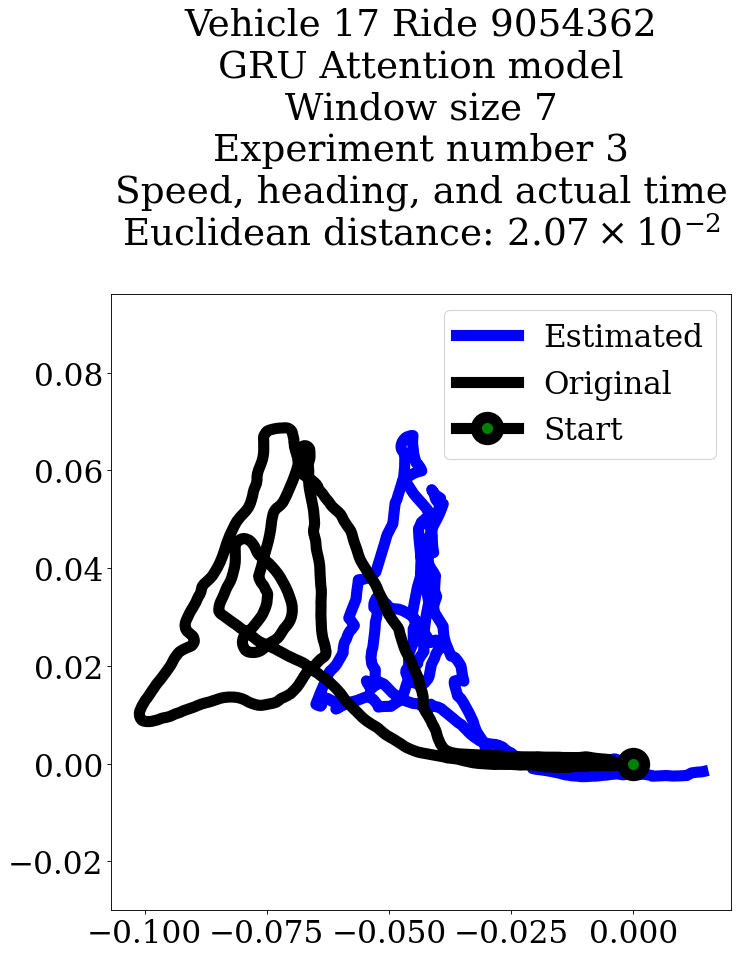 Vehicle 17 Ride 9054362
GRU Attention model
Window size 7
Experiment number 3
Speed, heading, and actual time
Euclidean distance: 2.07 × 10⁻²
Estimated
Original
Start
0.08
0.06
0.04
0.02
0.00
−0.02
−0.100 −0.075 −0.050 −0.025 0.000